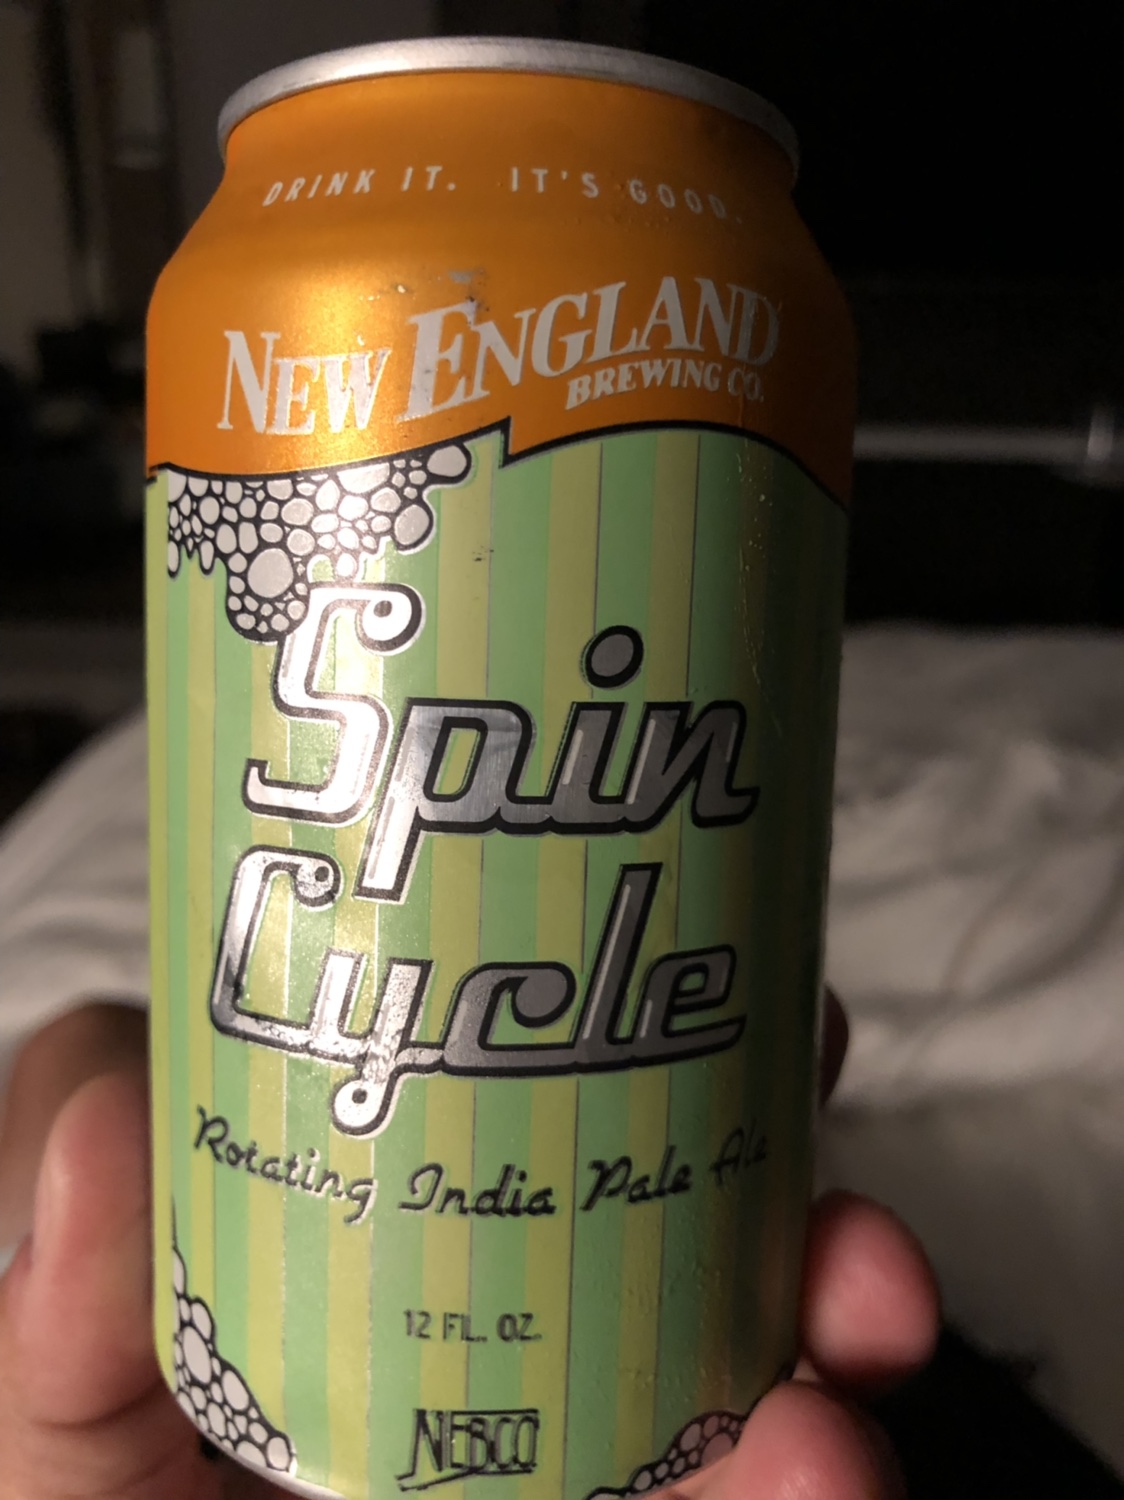 DRINK IT. IT'S GOOD.
NEW ENGLAND
BREWING CO.
Spin
Cycle
Rotating India Pale Ale
12 FL. OZ.
NEBCO